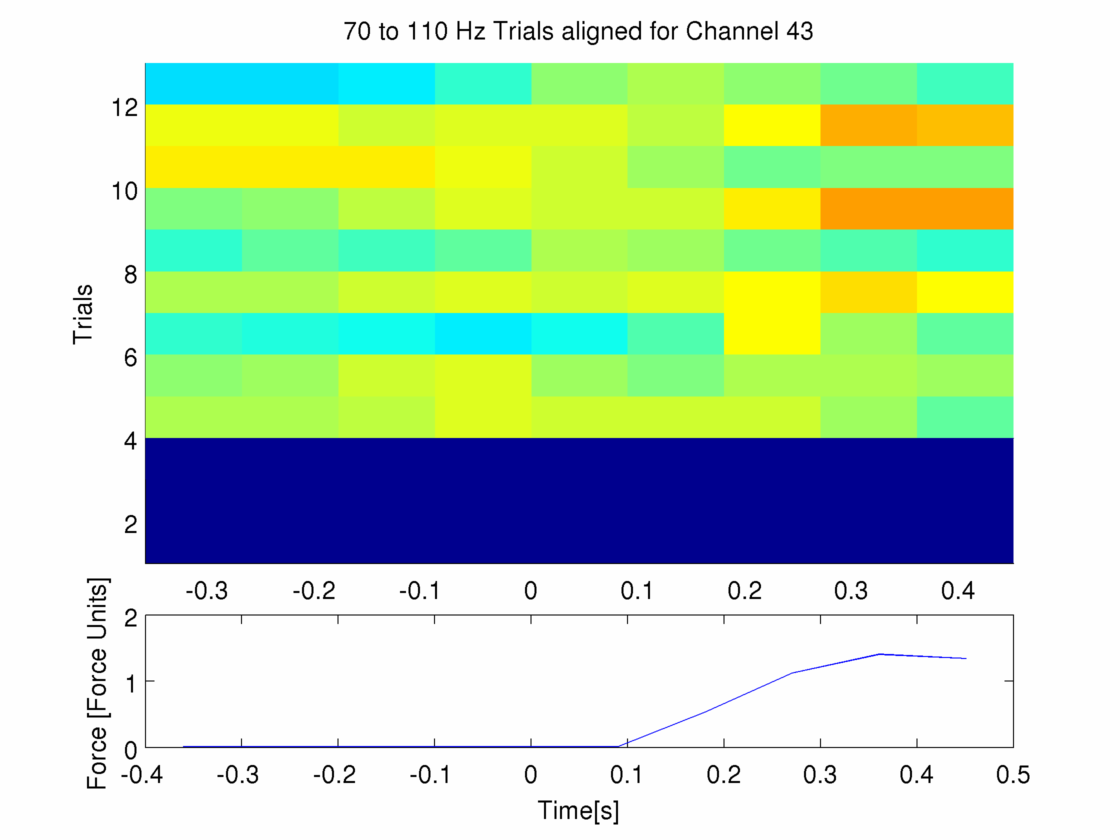 70 to 110 Hz Trials aligned for Channel 43
Trials
12
10
8
6
4
2
-0.3 -0.2 -0.1 0 0.1 0.2 0.3 0.4
Force [Force Units]
2
1
0
-0.4 -0.3 -0.2 -0.1 0 0.1 0.2 0.3 0.4 0.5
Time[s]